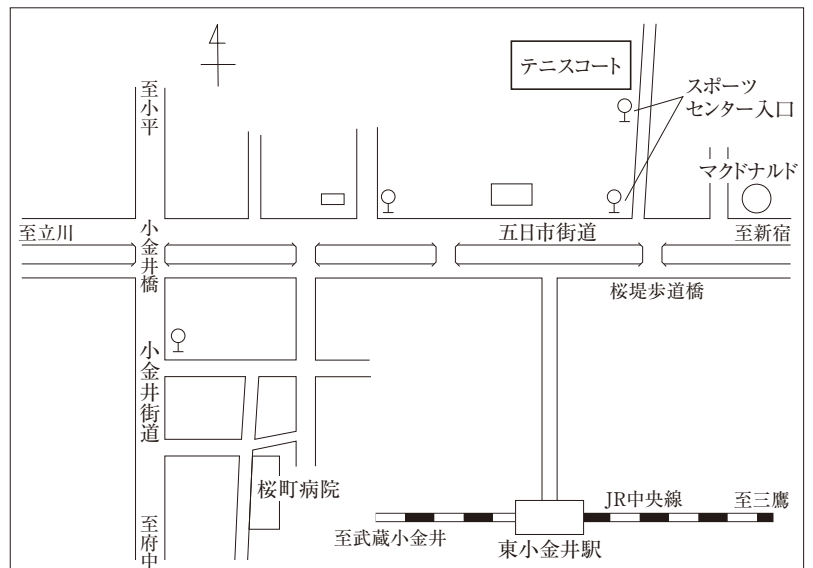 テニスコート
スポーツ
センター入口
至小平
マクドナルド
至立川
小金井橋
五日市街道
至新宿
桜堤歩道橋
小金井街道
桜町病院
JR中央線
至三鷹
至武蔵小金井
東小金井駅
至府中